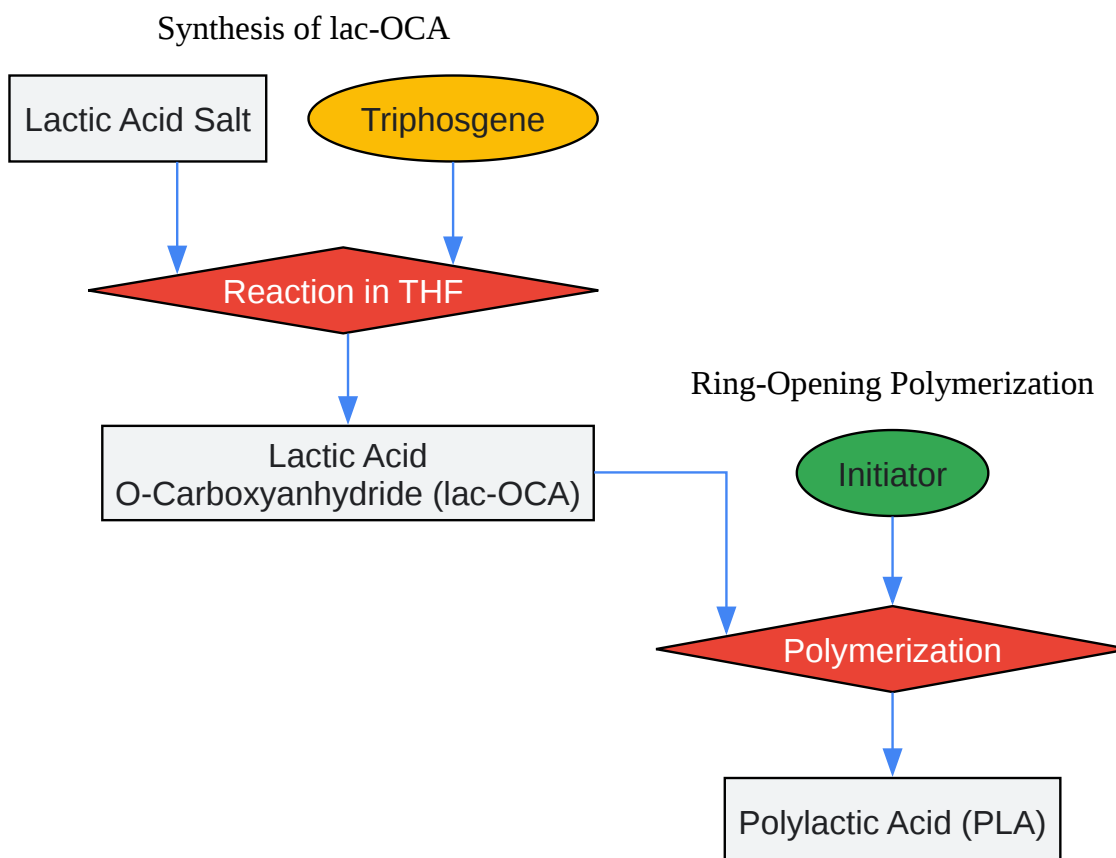 Synthesis of lac-OCA
Lactic Acid Salt
Triphosgene
Reaction in THF
Lactic Acid
O-Carboxyanhydride (lac-OCA)
Ring-Opening Polymerization
Initiator
Polymerization
Polylactic Acid (PLA)